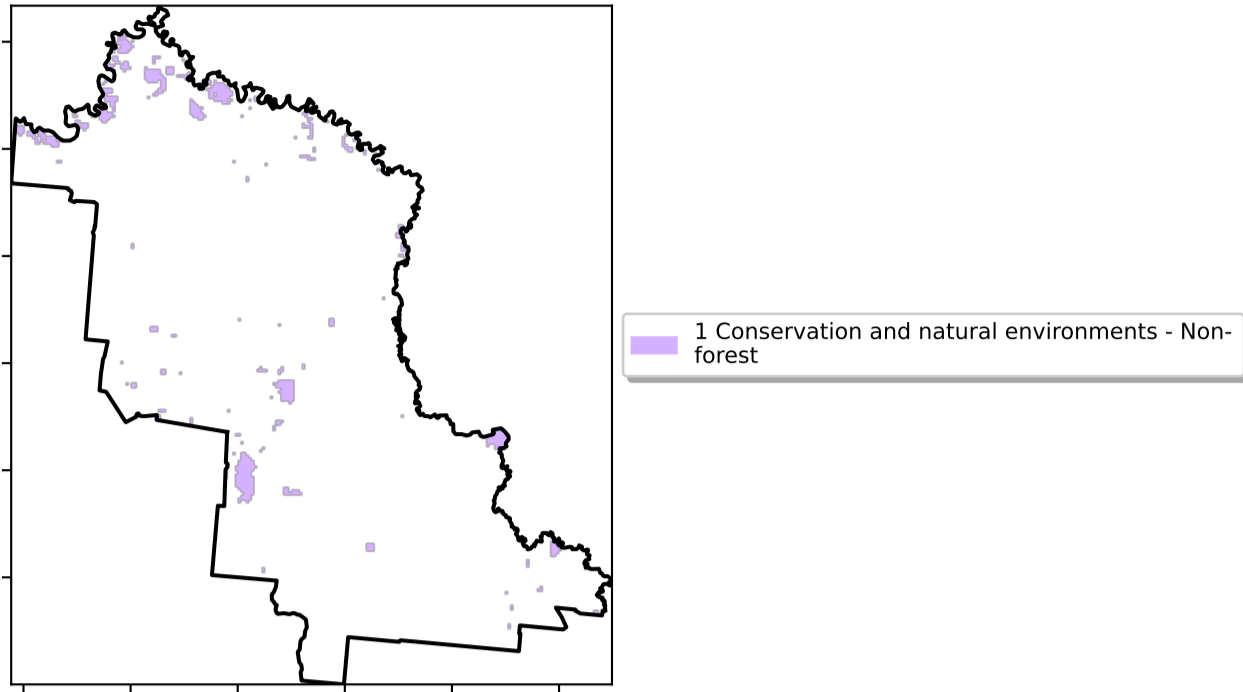 1 Conservation and natural environments - Non-
forest